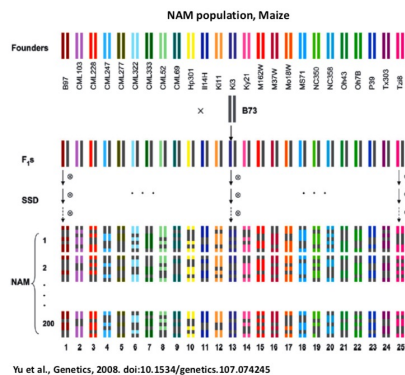 NAM population, Maize
Founders
B97 CML103 CML228 CML247 CML277 CML322 CML333 CML52 CML69 Hp301 Il14H Ki11 Ki3 Ky21 M162W M37W Mo18W MS71 NC350 NC358 Oh43 Oh7B P39 Tx303 Tzi8
× B73
F₁s
⊗ ⊗ ⊗
SSD . . . . . .
1
2
NAM
.
.
.
200
1 2 3 4 5 6 7 8 9 10 11 12 13 14 15 16 17 18 19 20 21 22 23 24 25
Yu et al., Genetics, 2008. doi:10.1534/genetics.107.074245